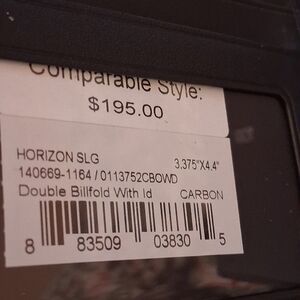 Comparable Style:
$195.00
HORIZON SLG 3.375"X4.4"
140669-1164 / 0113752CBOWD
Double Billfold With Id CARBON
8 83509 03830 5